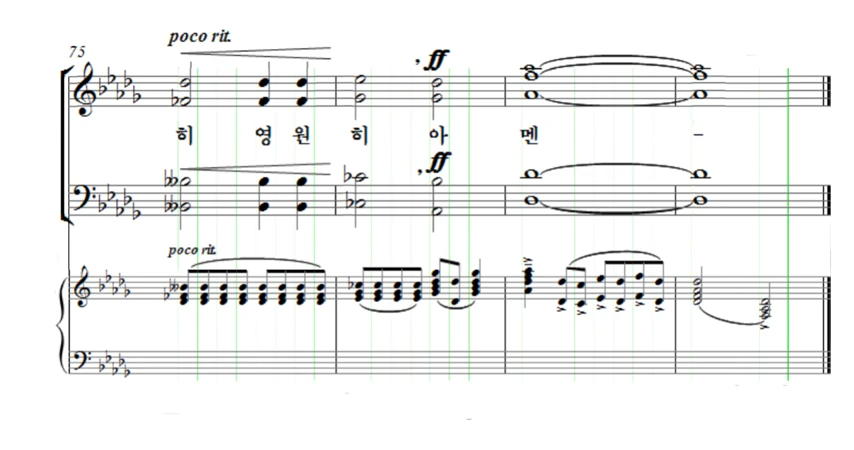 poco rit.
75
, ff
히 영 원 히 아 멘 -
, ff
poco rit.